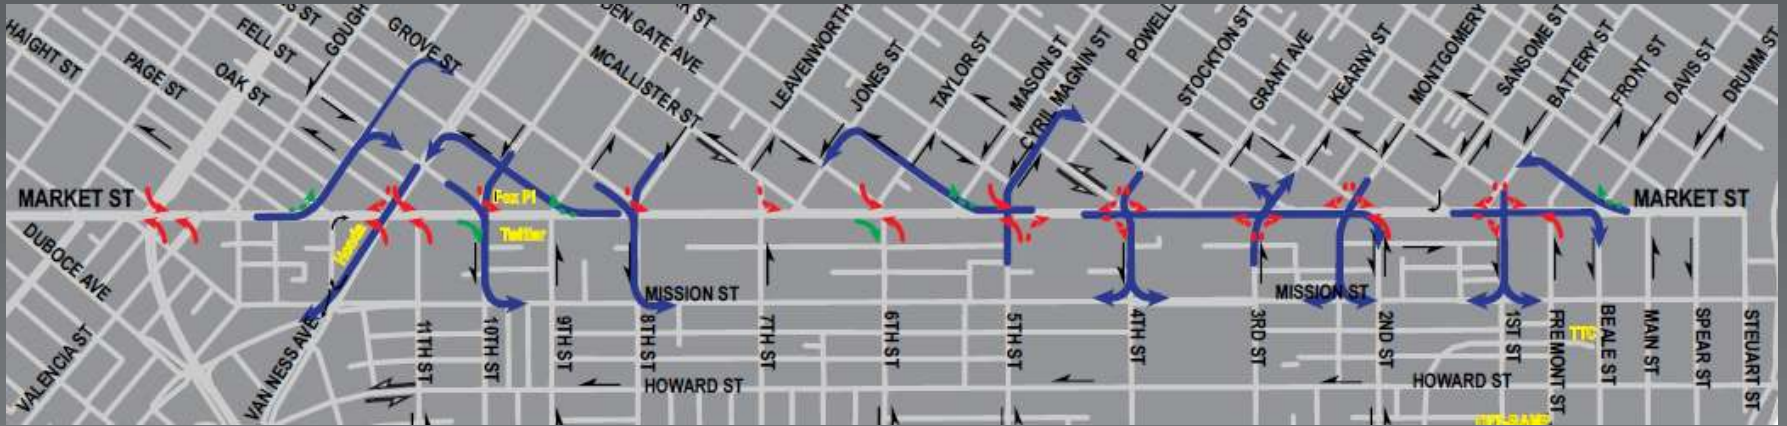 HAIGHT ST
PAGE ST
FELL ST
OAK ST
GOUGH
GROVE ST
MCALLISTER ST
DEN GATE AVE
LEAVENWORTH
JONES ST
TAYLOR ST
MASON ST
CYRIL MAGNIN ST
POWELL
STOCKTON ST
GRANT AVE
KEARNY ST
MONTGOMERY
SANSOME ST
BATTERY ST
FRONT ST
DAVIS ST
DRUMM ST
MARKET ST
Fox Pl
MARKET ST
Twitter
Honda
DUBOCE AVE
VALENCIA ST
VAN NESS AVE
MISSION ST
MISSION ST
11TH ST
10TH ST
9TH ST
8TH ST
7TH ST
6TH ST
5TH ST
4TH ST
3RD ST
2ND ST
1ST ST
FREMONT ST
TTC
BEALE ST
MAIN ST
SPEAR ST
STEUART ST
HOWARD ST
HOWARD ST